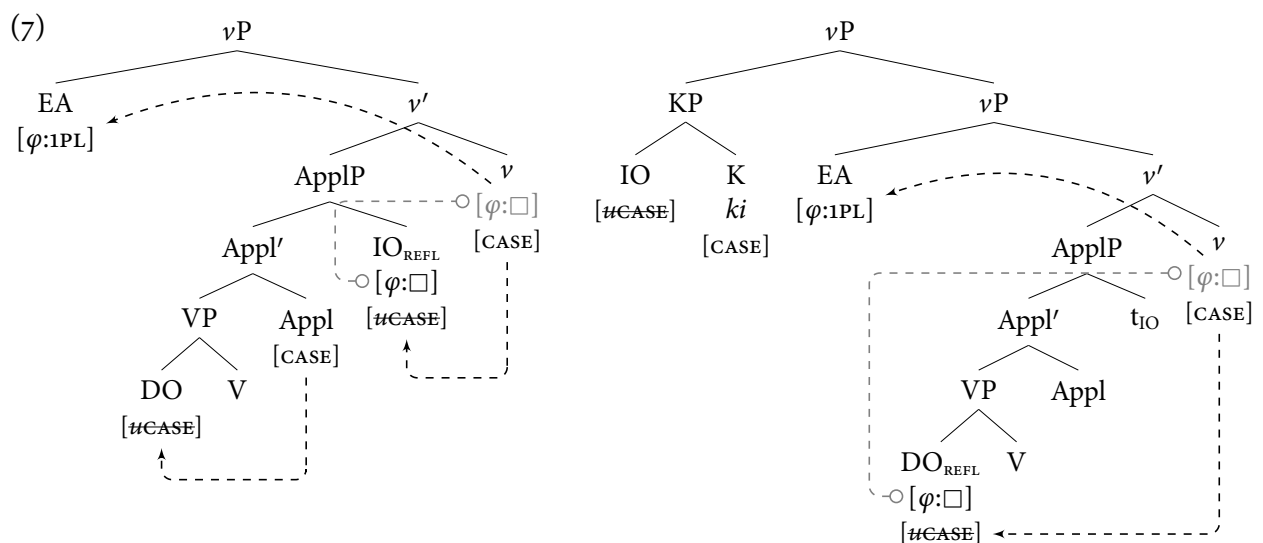 (7)
vP
EA
[φ:1PL]
v′
ApplP
v
[φ:□]
[CASE]
Appl′
IO_REFL
[φ:□]
[uCASE]
VP
Appl
[CASE]
DO
V
[uCASE]
vP
KP
vP
IO
[uCASE]
K
ki
[CASE]
EA
[φ:1PL]
v′
ApplP
v
[φ:□]
[CASE]
Appl′
t_IO
VP
Appl
DO_REFL
V
[φ:□]
[uCASE]